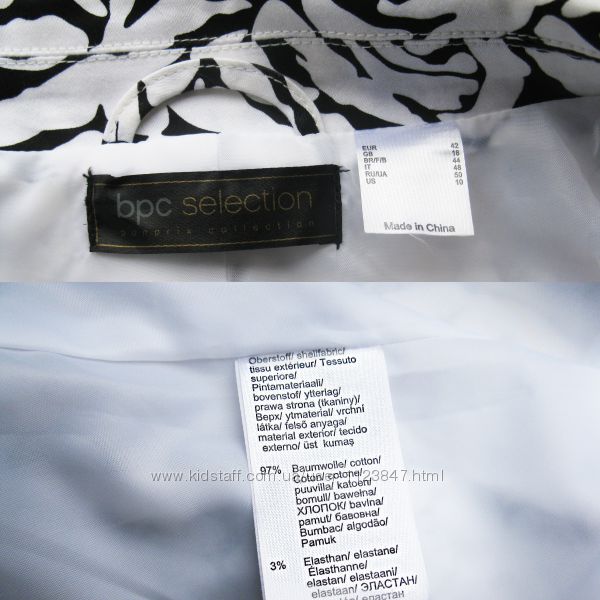 bpc selection
bonprix collection
EUR 42
GB 16
BR/F/B 44
IT 48
RU/UA 50
US 10
Made in China
Oberstoff/ shellfabric/
tissu extérieur/ Tessuto
superiore/
Pintamateriaali/
bovenstof/ ytterlag/
prawa strona (tkaniny)/
Верх/ ytmaterial/ vrchní
látka/ felső anyaga/
material exterior/ tecido
externo/ üst kumaş
97% Baumwolle/ cotton/
Coton/ cotone/
puuvilla/ katoen/
bomull/ bawełna/
ХЛОПОК/ bavlna/
pamut/ бавовна/
Bumbac/ algodão/
Pamuk
3% Elasthan/ elastane/
Élasthanne/
elastan/ elastaani/
elastan/ ЭЛАСТАН/